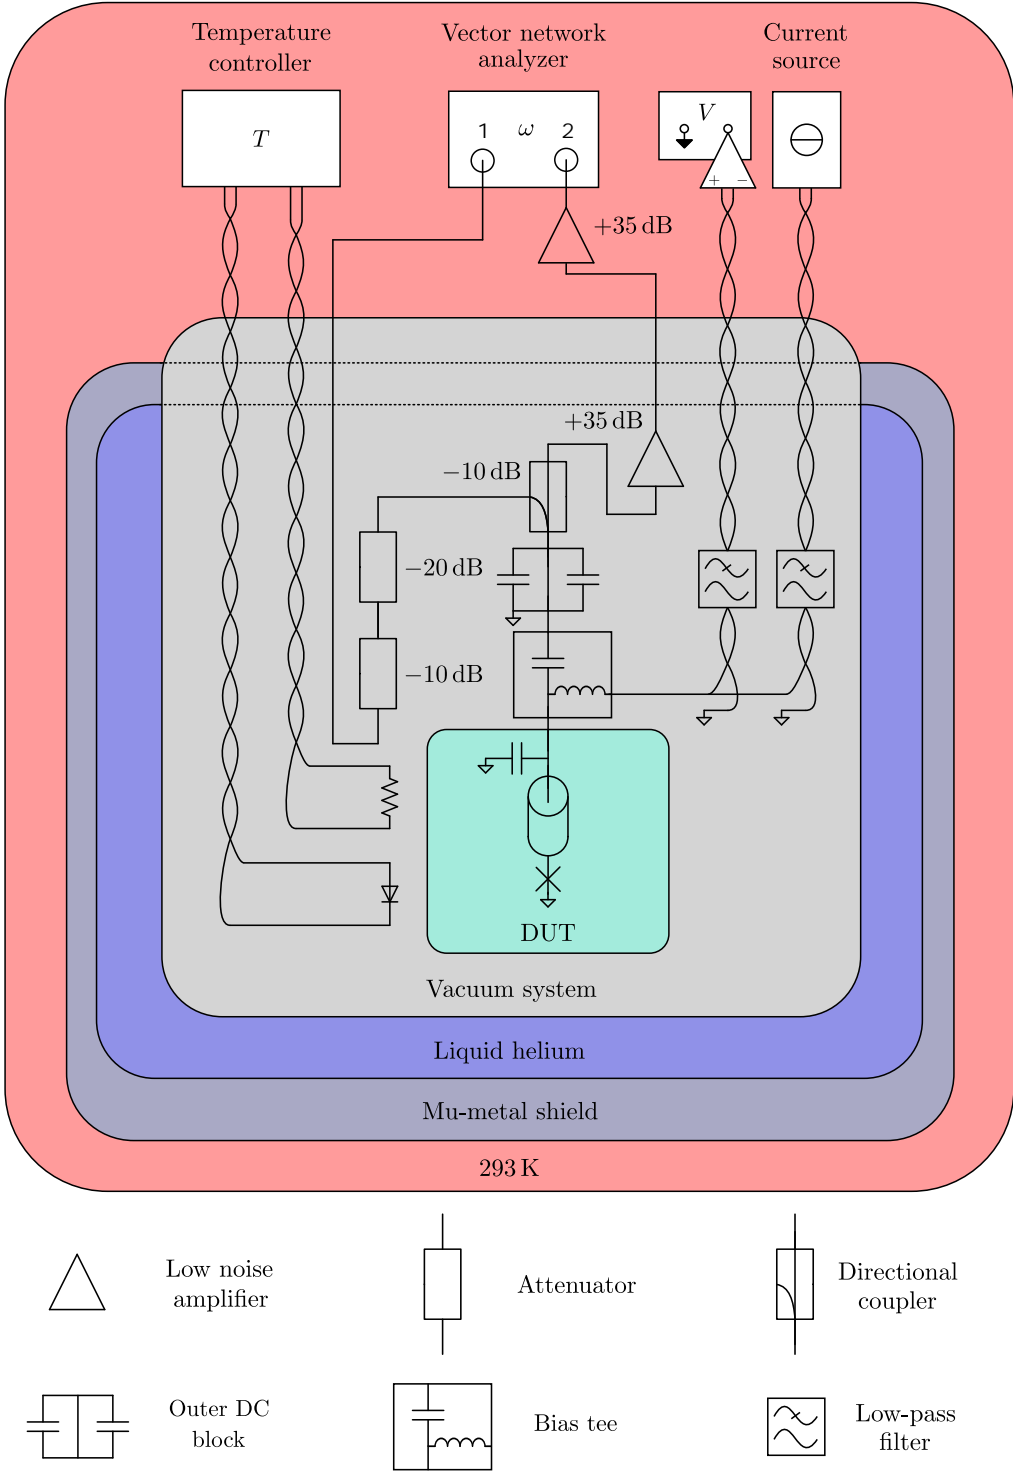 Temperature
controller
Vector network
analyzer
Current
source
T
1 ω 2
V
+ −
+35 dB
+35 dB
−10 dB
−20 dB
−10 dB
DUT
Vacuum system
Liquid helium
Mu-metal shield
293 K
Low noise
amplifier
Attenuator
Directional
coupler
Outer DC
block
Bias tee
Low-pass
filter